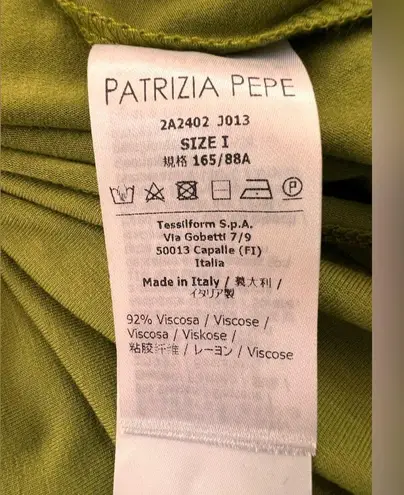 PATRIZIA PEPE
2A2402 J013
SIZE I
規格 165/88A
P
Tessilform S.p.A.
Via Gobetti 7/9
50013 Capalle (FI)
Italia
Made in Italy / 義大利 /
イタリア製
92% Viscosa / Viscose /
Viscosa / Viskose /
粘胶纤维 / レーヨン / Viscose